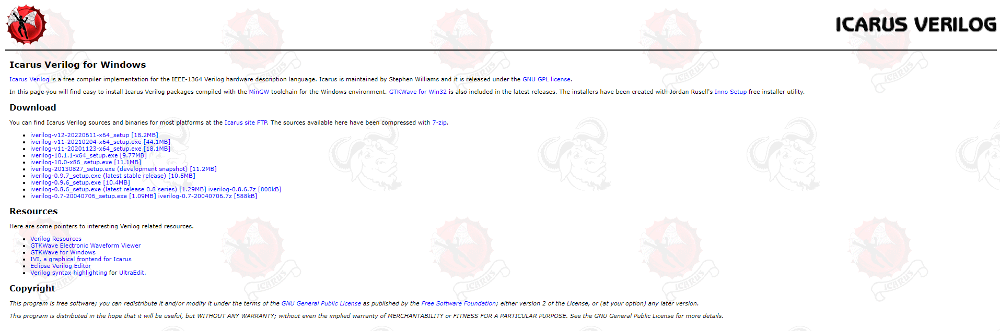 ICARUS VERILOG
Icarus Verilog for Windows
Icarus Verilog is a free compiler implementation for the IEEE-1364 Verilog hardware description language. Icarus is maintained by Stephen Williams and it is released under the GNU GPL license.
In this page you will find easy to install Icarus Verilog packages compiled with the MinGW toolchain for the Windows environment. GTKWave for Win32 is also included in the latest releases. The installers have been created with Jordan Rusell's Inno Setup free installer utility.
Download
You can find Icarus Verilog sources and binaries for most platforms at the Icarus site FTP. The sources available here have been compressed with 7-zip.
iverilog-v12-20220611-x64_setup [18.2MB]
iverilog-v11-20210204-x64_setup.exe [44.1MB]
iverilog-v11-20201123-x64_setup.exe [18.1MB]
iverilog-10.1.1-x64_setup.exe [9.77MB]
iverilog-10.0-x86_setup.exe [11.1MB]
iverilog-20130827_setup.exe (development snapshot) [11.2MB]
iverilog-0.9.7_setup.exe (latest stable release) [10.5MB]
iverilog-0.9.6_setup.exe [10.4MB]
iverilog-0.8.6_setup.exe (latest release 0.8 series) [1.29MB] iverilog-0.8.6.7z [800kB]
iverilog-0.7-20040706_setup.exe [1.09MB] iverilog-0.7-20040706.7z [588kB]
Resources
Here are some pointers to interesting Verilog related resources.
Verilog Resources
GTKWave Electronic Waveform Viewer
GTKWave for Windows
IVI, a graphical frontend for Icarus
Eclipse Verilog Editor
Verilog syntax highlighting for UltraEdit.
Copyright
This program is free software; you can redistribute it and/or modify it under the terms of the GNU General Public License as published by the Free Software Foundation; either version 2 of the License, or (at your option) any later version.
This program is distributed in the hope that it will be useful, but WITHOUT ANY WARRANTY; without even the implied warranty of MERCHANTABILITY or FITNESS FOR A PARTICULAR PURPOSE. See the GNU General Public License for more details.